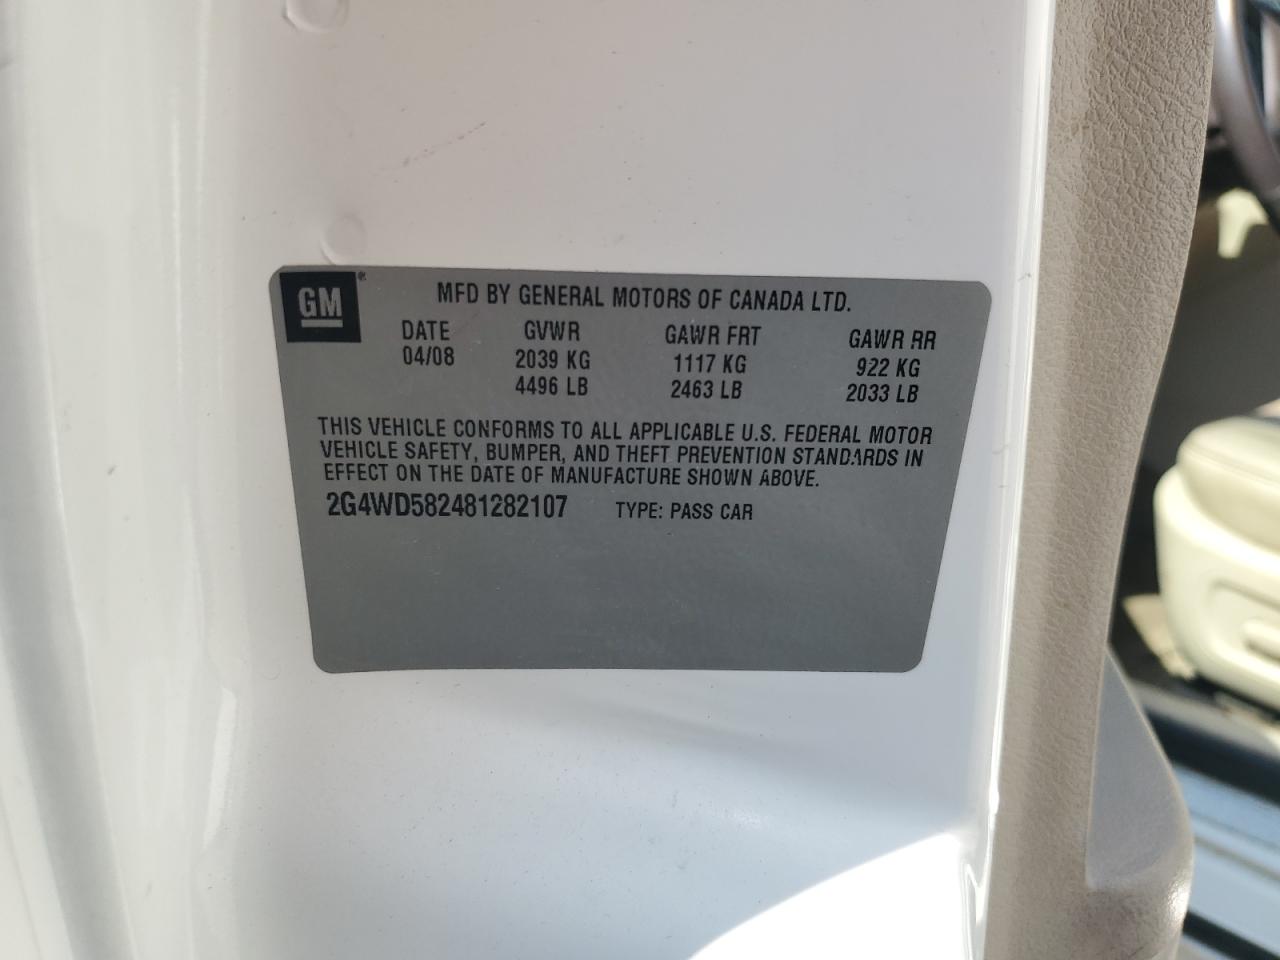 GM®
MFD BY GENERAL MOTORS OF CANADA LTD.
DATE GVWR GAWR FRT GAWR RR
04/08 2039 KG 1117 KG 922 KG
4496 LB 2463 LB 2033 LB
THIS VEHICLE CONFORMS TO ALL APPLICABLE U.S. FEDERAL MOTOR
VEHICLE SAFETY, BUMPER, AND THEFT PREVENTION STANDARDS IN
EFFECT ON THE DATE OF MANUFACTURE SHOWN ABOVE.
2G4WD582481282107 TYPE: PASS CAR